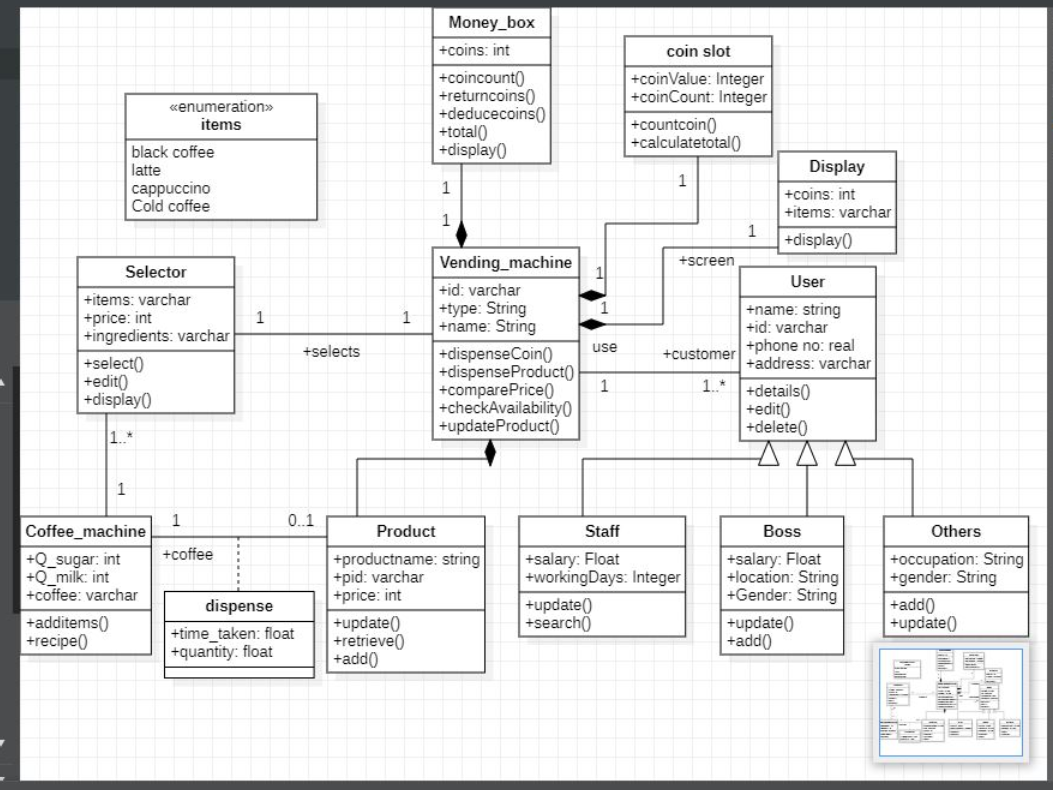 Money_box
+coins: int
+coincount()
+returncoins()
+deducecoins()
+total()
+display()
coin slot
+coinValue: Integer
+coinCount: Integer
+countcoin()
+calculatetotal()
«enumeration»
items
black coffee
latte
cappuccino
Cold coffee
Display
+coins: int
+items: varchar
+display()
1
1
1
1
+screen
1
1
Selector
+items: varchar
+price: int
+ingredients: varchar
+select()
+edit()
+display()
1
1
+selects
Vending_machine
+id: varchar
+type: String
+name: String
+dispenseCoin()
+dispenseProduct()
+comparePrice()
+checkAvailability()
+updateProduct()
use
+customer
1
1..*
User
+name: string
+id: varchar
+phone no: real
+address: varchar
+details()
+edit()
+delete()
1..*
1
Coffee_machine
+Q_sugar: int
+Q_milk: int
+coffee: varchar
+additems()
+recipe()
1
0..1
+coffee
dispense
+time_taken: float
+quantity: float
Product
+productname: string
+pid: varchar
+price: int
+update()
+retrieve()
+add()
Staff
+salary: Float
+workingDays: Integer
+update()
+search()
Boss
+salary: Float
+location: String
+Gender: String
+update()
+add()
Others
+occupation: String
+gender: String
+add()
+update()